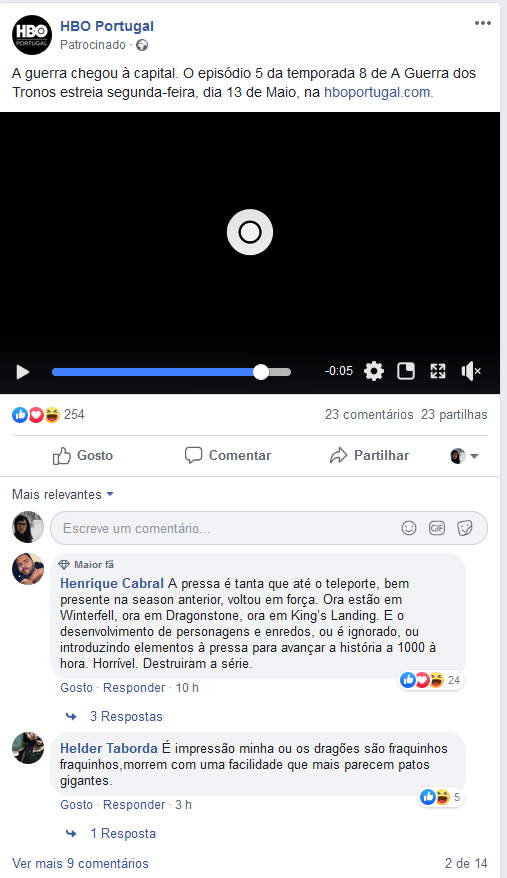 HBO
PORTUGAL
HBO Portugal
Patrocinado ·
A guerra chegou à capital. O episódio 5 da temporada 8 de A Guerra dos
Tronos estreia segunda-feira, dia 13 de Maio, na hboportugal.com.
-0:05
254
23 comentários 23 partilhas
Gosto
Comentar
Partilhar
Mais relevantes
Escreve um comentário...
GIF
Maior fã
Henrique Cabral A pressa é tanta que até o teleporte, bem
presente na season anterior, voltou em força. Ora estão em
Winterfell, ora em Dragonstone, ora em King's Landing. E o
desenvolvimento de personagens e enredos, ou é ignorado, ou
introduzindo elementos à pressa para avançar a história a 1000 à
hora. Horrível. Destruiram a série.
24
Gosto · Responder · 10 h
3 Respostas
Helder Taborda É impressão minha ou os dragões são fraquinhos
fraquinhos,morrem com uma facilidade que mais parecem patos
gigantes.
5
Gosto · Responder · 3 h
1 Resposta
Ver mais 9 comentários
2 de 14